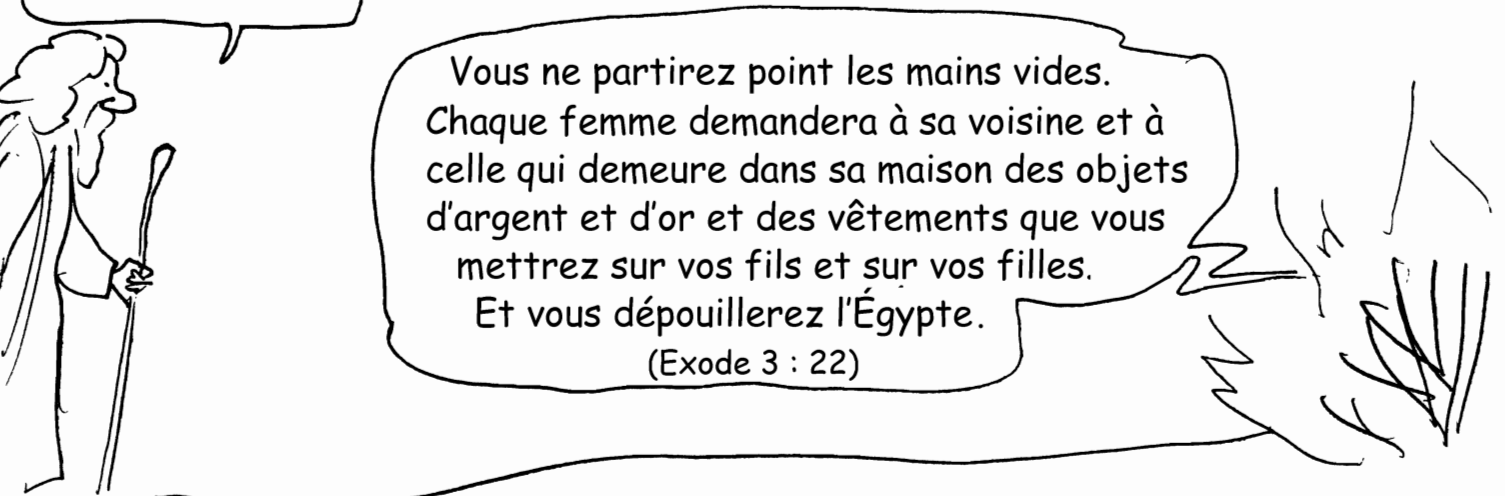 Vous ne partirez point les mains vides.
Chaque femme demandera à sa voisine et à
celle qui demeure dans sa maison des objets
d'argent et d'or et des vêtements que vous
mettrez sur vos fils et sur vos filles.
Et vous dépouillerez l'Égypte.
(Exode 3 : 22)